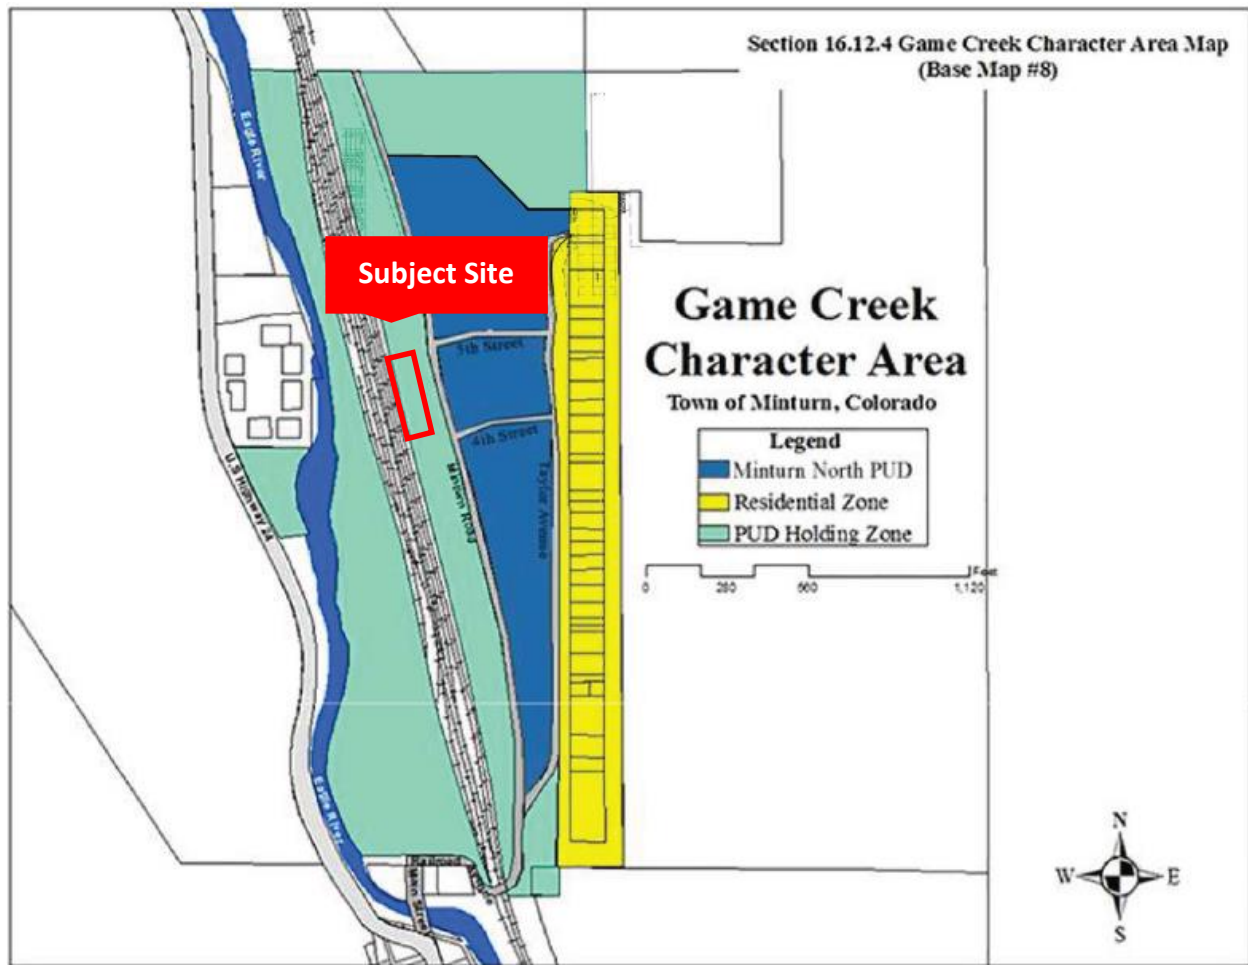 Section 16.12.4 Game Creek Character Area Map
(Base Map #8)
Eagle River
Subject Site
Game Creek
Character Area
Town of Minturn, Colorado
5th Street
Legend
Minturn North PUD
Residential Zone
PUD Holding Zone
4th Street
U.S Highway 24
Minturn Road
Taylor Avenue
0 280 560 1,120
Feet
Eagle River
Railroad
Main Street
N
W E
S